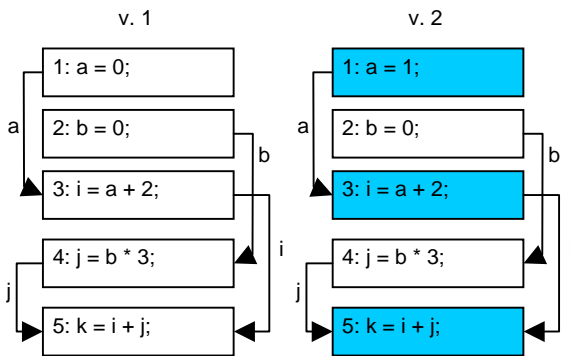 v. 1
1: a = 0;
a
2: b = 0;
b
3: i = a + 2;
i
4: j = b * 3;
j
5: k = i + j;
v. 2
1: a = 1;
a
2: b = 0;
b
3: i = a + 2;
4: j = b * 3;
j
5: k = i + j;